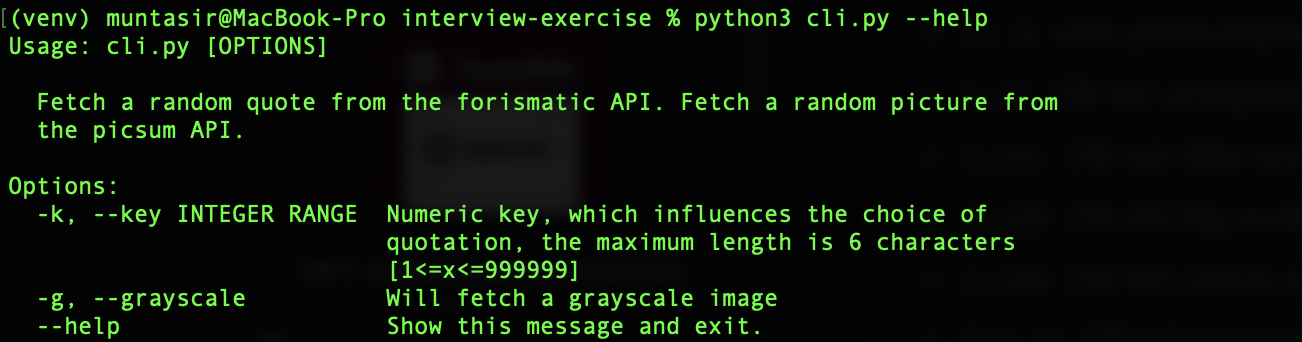 [(venv) muntasir@MacBook-Pro interview-exercise % python3 cli.py --help
Usage: cli.py [OPTIONS]
Fetch a random quote from the forismatic API. Fetch a random picture from
the picsum API.
Options:
-k, --key INTEGER RANGE  Numeric key, which influences the choice of
quotation, the maximum length is 6 characters
[1<=x<=999999]
-g, --grayscale          Will fetch a grayscale image
--help                   Show this message and exit.